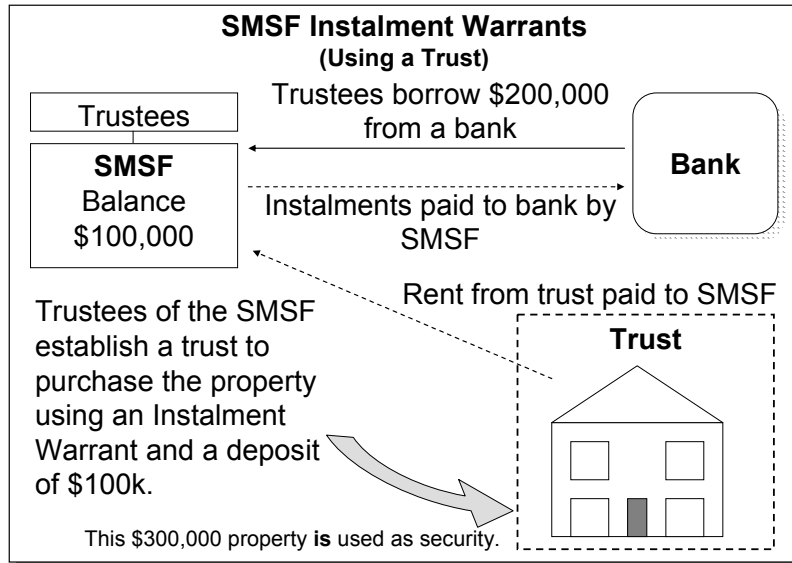 SMSF Instalment Warrants
(Using a Trust)
Trustees borrow $200,000
from a bank
Trustees
SMSF
Balance
$100,000
Bank
Instalments paid to bank by
SMSF
Rent from trust paid to SMSF
Trustees of the SMSF
establish a trust to
purchase the property
using an Instalment
Warrant and a deposit
of $100k.
Trust
This $300,000 property is used as security.